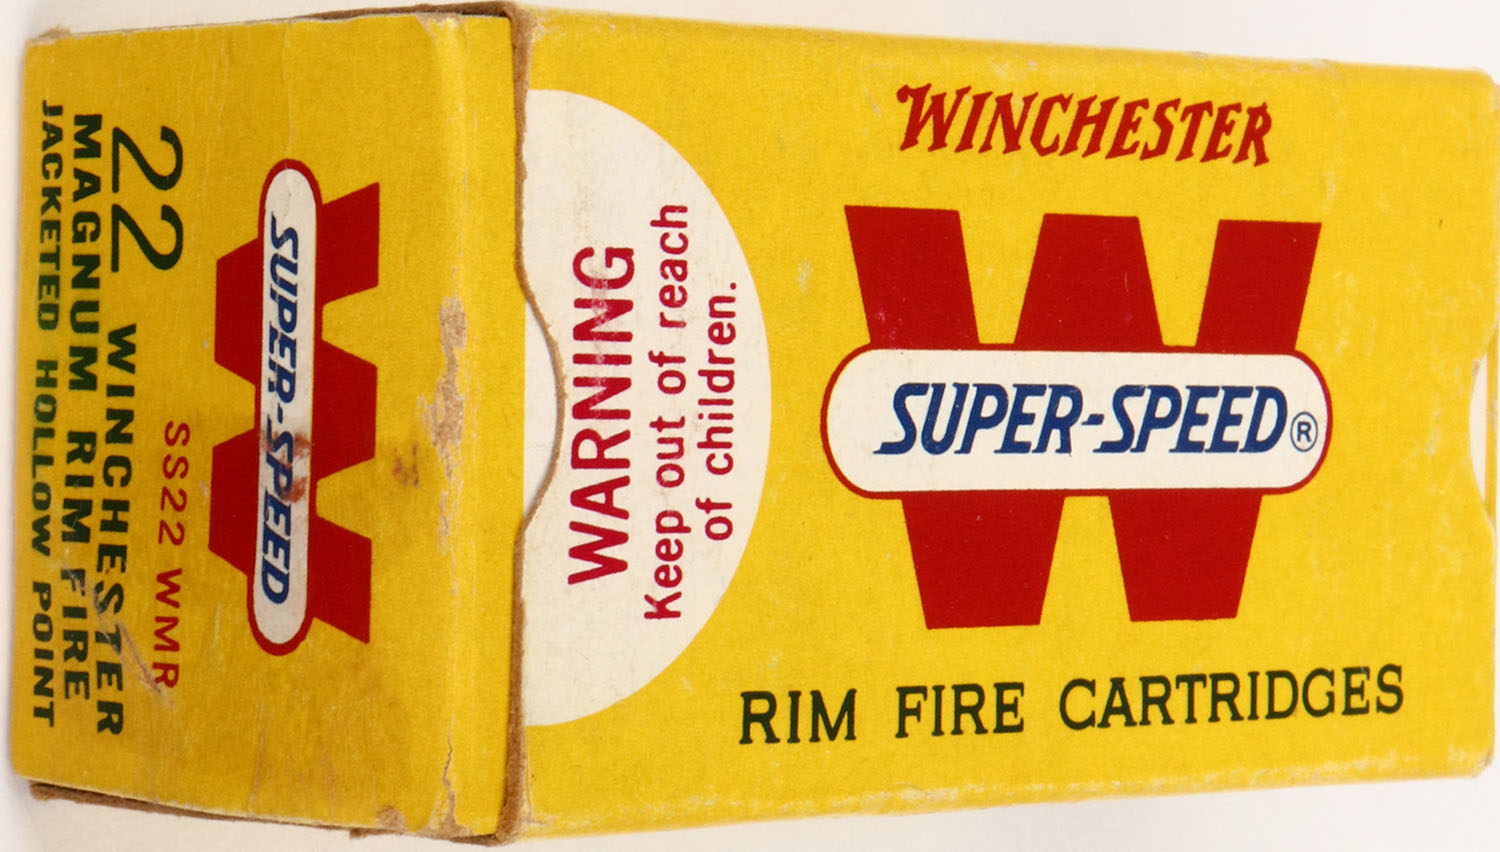 WINCHESTER
SUPER-SPEED®
RIM FIRE CARTRIDGES
WARNING
Keep out of reach
of children.
SUPER-SPEED
SS22 WMR
22 WINCHESTER
MAGNUM RIM FIRE
JACKETED HOLLOW POINT